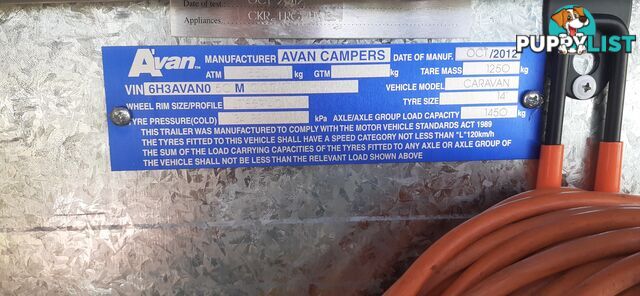 Date of test:
Appliances
PUPPYLIST
Avan
MANUFACTURER AVAN CAMPERS DATE OF MANUF. OCT /2012
ATM kg GTM kg TARE MASS 1250 kg
VIN 6H3AVAN0 M VEHICLE MODEL CARAVAN
WHEEL RIM SIZE/PROFILE TYRE SIZE 14
TYRE PRESSURE(COLD) kPa AXLE/AXLE GROUP LOAD CAPACITY 1450 kg
THIS TRAILER WAS MANUFACTURED TO COMPLY WITH THE MOTOR VEHICLE STANDARDS ACT 1989
TYRES FITTED TO THIS VEHICLE SHALL HAVE A SPEED CATEGORY NOT LESS THAN "L"120km/h
THE SUM OF THE LOAD CARRYING CAPACITIES OF THE TYRES FITTED TO ANY AXLE OR AXLE GROUP OF
THE VEHICLE SHALL NOT BE LESS THAN THE RELEVANT LOAD SHOWN ABOVE